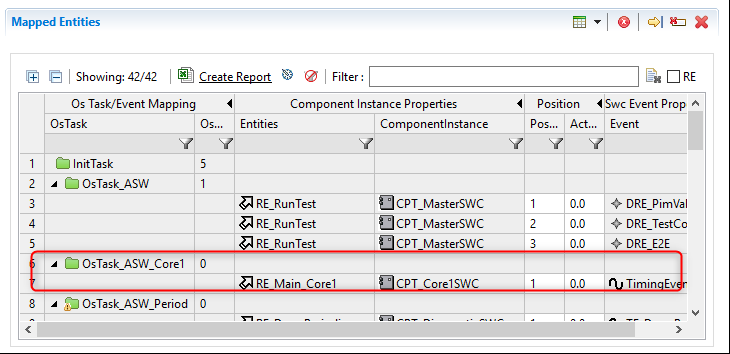 Mapped Entities
Showing: 42/42 Create Report Filter : RE
Os Task/Event Mapping Component Instance Properties Position Swc Event Prop
OsTask Os... Entities ComponentInstance Pos... Act... Event
1 InitTask 5
2 OsTask_ASW 1
3 RE_RunTest CPT_MasterSWC 1 0.0 DRE_PimVal
4 RE_RunTest CPT_MasterSWC 2 0.0 DRE_TestCo
5 RE_RunTest CPT_MasterSWC 3 0.0 DRE_E2E
6 OsTask_ASW_Core1 0
7 RE_Main_Core1 CPT_Core1SWC 1 0.0 TimingEven
8 OsTask_ASW_Period 0